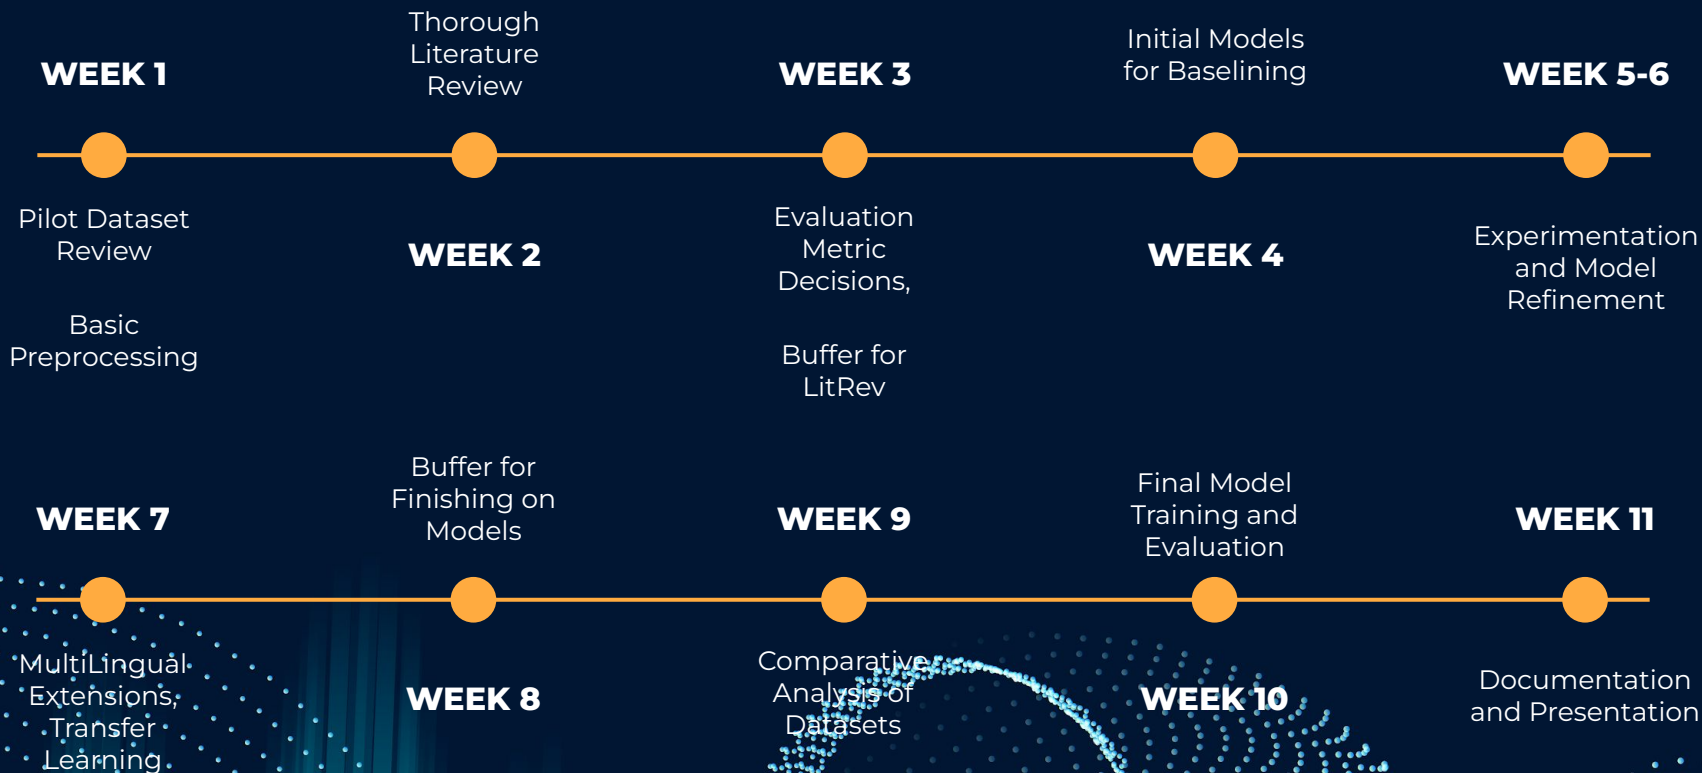 WEEK 1
Pilot Dataset
Review
Basic
Preprocessing
Thorough
Literature
Review
WEEK 2
WEEK 3
Evaluation
Metric
Decisions,
Buffer for
LitRev
Initial Models
for Baselining
WEEK 4
WEEK 5-6
Experimentation
and Model
Refinement
WEEK 7
MultiLingual
Extensions,
Transfer
Learning
Buffer for
Finishing on
Models
WEEK 8
WEEK 9
Comparative
Analysis of
Datasets
Final Model
Training and
Evaluation
WEEK 10
WEEK 11
Documentation
and Presentation